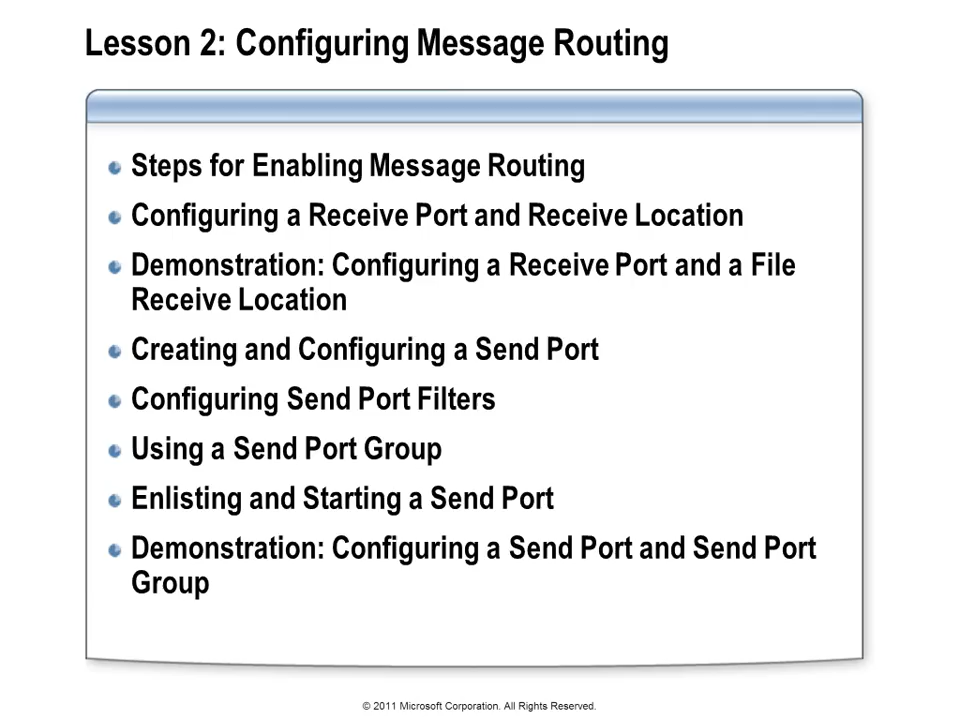 Lesson 2: Configuring Message Routing
Steps for Enabling Message Routing
Configuring a Receive Port and Receive Location
Demonstration: Configuring a Receive Port and a File
Receive Location
Creating and Configuring a Send Port
Configuring Send Port Filters
Using a Send Port Group
Enlisting and Starting a Send Port
Demonstration: Configuring a Send Port and Send Port
Group
© 2011 Microsoft Corporation. All Rights Reserved.